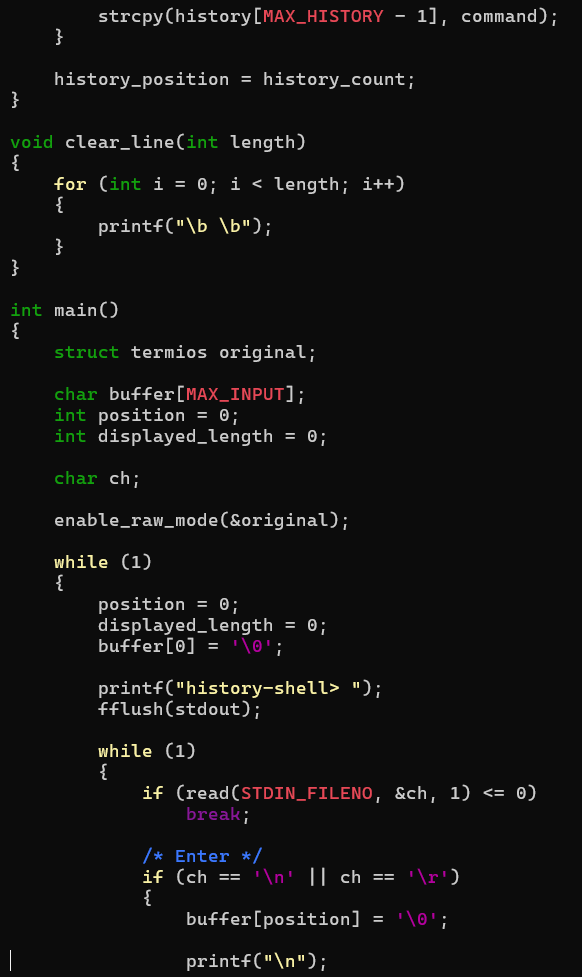 strcpy(history[MAX_HISTORY - 1], command);
    }

    history_position = history_count;
}

void clear_line(int length)
{
    for (int i = 0; i < length; i++)
    {
        printf("\b \b");
    }
}

int main()
{
    struct termios original;

    char buffer[MAX_INPUT];
    int position = 0;
    int displayed_length = 0;

    char ch;

    enable_raw_mode(&original);

    while (1)
    {
        position = 0;
        displayed_length = 0;
        buffer[0] = '\0';

        printf("history-shell> ");
        fflush(stdout);

        while (1)
        {
            if (read(STDIN_FILENO, &ch, 1) <= 0)
                break;

            /* Enter */
            if (ch == '\n' || ch == '\r')
            {
                buffer[position] = '\0';

                printf("\n");